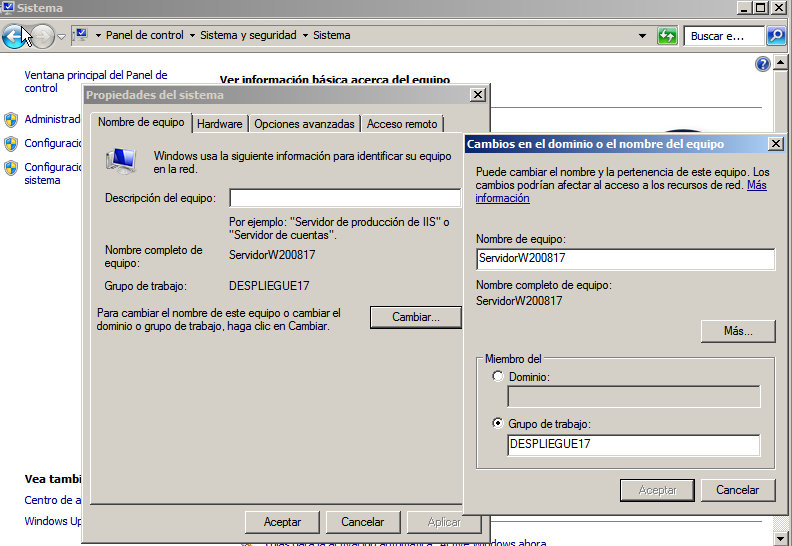 Sistema
Panel de control
Sistema y seguridad
Sistema
Buscar e...
Ventana principal del Panel de
control
Ver información básica acerca del equipo
Propiedades del sistema
Nombre de equipo
Hardware
Opciones avanzadas
Acceso remoto
Windows usa la siguiente información para identificar su equipo
en la red.
Descripción del equipo:
Por ejemplo: "Servidor de producción de IIS" o
"Servidor de cuentas".
Nombre completo de
equipo:
ServidorW200817
Grupo de trabajo:
DESPLIEGUE17
Para cambiar el nombre de este equipo o cambiar el
dominio o grupo de trabajo, haga clic en Cambiar.
Cambiar...
Aceptar
Cancelar
Aplicar
Cambios en el dominio o el nombre del equipo
Puede cambiar el nombre y la pertenencia de este equipo. Los
cambios podrían afectar al acceso a los recursos de red. Más
información
Nombre de equipo:
ServidorW200817
Nombre completo de equipo:
ServidorW200817
Más...
Miembro del
Dominio:
Grupo de trabajo:
DESPLIEGUE17
Aceptar
Cancelar
Administrad
Configuració
Configuració
sistema
Vea tambi
Centro de a
Windows Up